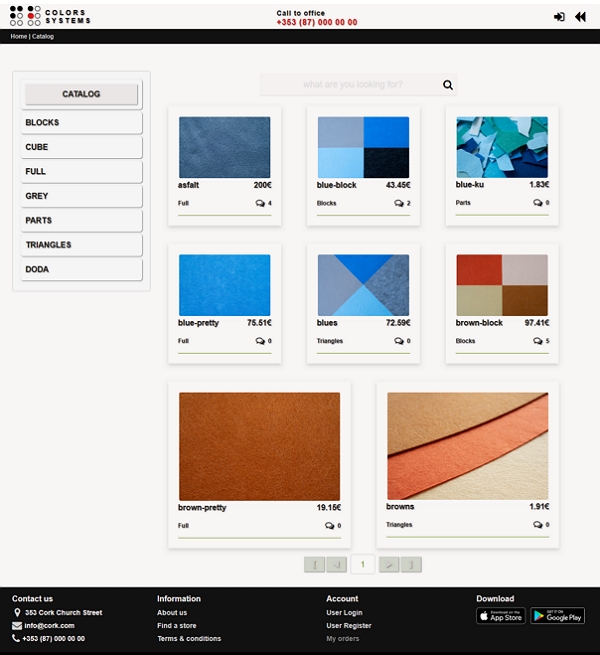 COLORS
SYSTEMS
Call to office
+353 (87) 000 00 00
Home | Catalog
CATALOG
BLOCKS
CUBE
FULL
GREY
PARTS
TRIANGLES
DODA
what are you looking for?
asfalt 200€
Full 4
blue-block 43.45€
Blocks 2
blue-ku 1.83€
Parts 0
blue-pretty 75.51€
Full 0
blues 72.59€
Triangles 0
brown-block 97.41€
Blocks 5
brown-pretty 19.15€
Full 0
browns 1.91€
Triangles 0
1
Contact us
353 Cork Church Street
info@cork.com
+353 (87) 000 00 00
Information
About us
Find a store
Terms & conditions
Account
User Login
User Register
My orders
Download
Download on the
App Store
GET IT ON
Google Play